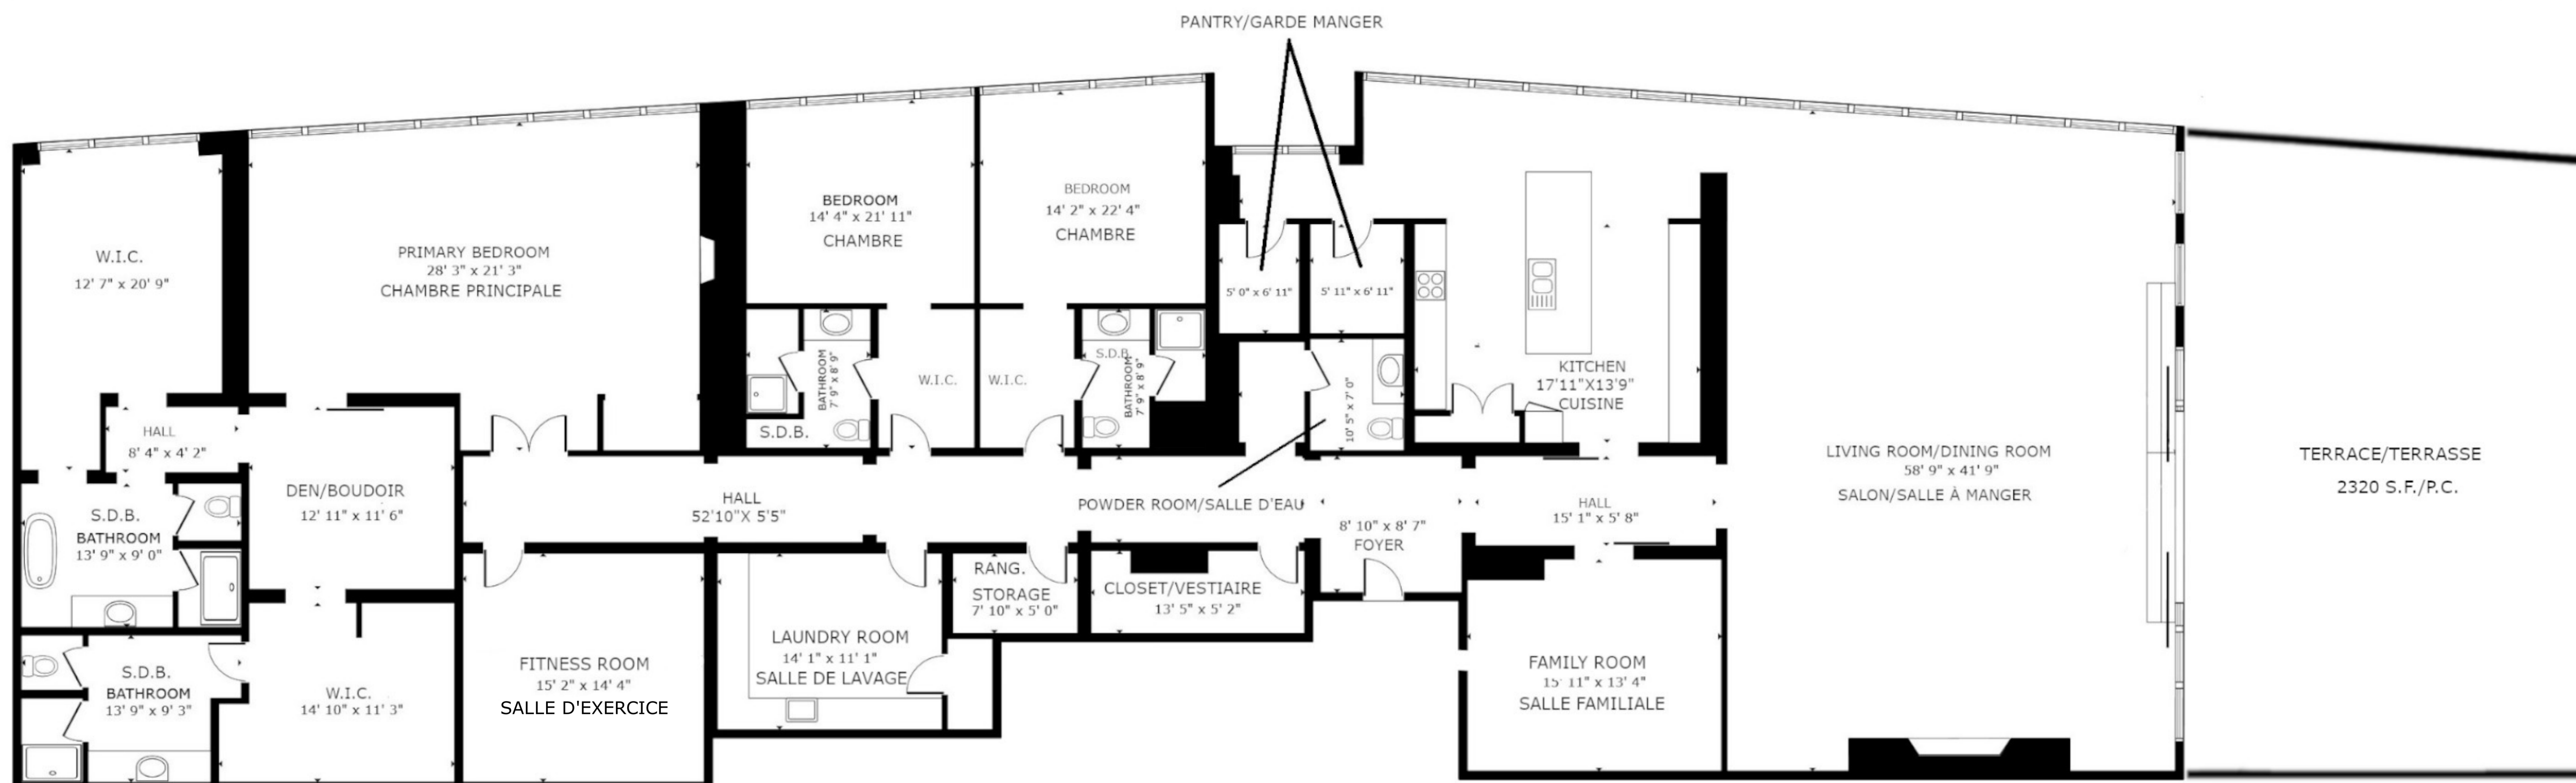 PANTRY/GARDE MANGER
W.I.C.
12' 7" x 20' 9"
PRIMARY BEDROOM
28' 3" x 21' 3"
CHAMBRE PRINCIPALE
BEDROOM
14' 4" x 21' 11"
CHAMBRE
BEDROOM
14' 2" x 22' 4"
CHAMBRE
5' 0" x 6' 11"
5' 11" x 6' 11"
KITCHEN
17'11"X13'9"
CUISINE
BATHROOM
7' 9" x 8' 9"
S.D.B.
W.I.C.
W.I.C.
S.D.B.
BATHROOM
7' 9" x 8' 9"
10' 5" x 7' 0"
HALL
8' 4" x 4' 2"
DEN/BOUDOIR
12' 11" x 11' 6"
HALL
52'10"X 5'5"
POWDER ROOM/SALLE D'EAU
8' 10" x 8' 7"
FOYER
HALL
15' 1" x 5' 8"
LIVING ROOM/DINING ROOM
58' 9" x 41' 9"
SALON/SALLE À MANGER
TERRACE/TERRASSE
2320 S.F./P.C.
S.D.B.
BATHROOM
13' 9" x 9' 0"
RANG.
STORAGE
7' 10" x 5' 0"
CLOSET/VESTIAIRE
13' 5" x 5' 2"
S.D.B.
BATHROOM
13' 9" x 9' 3"
W.I.C.
14' 10" x 11' 3"
FITNESS ROOM
15' 2" x 14' 4"
SALLE D'EXERCICE
LAUNDRY ROOM
14' 1" x 11' 1"
SALLE DE LAVAGE
FAMILY ROOM
15' 11" x 13' 4"
SALLE FAMILIALE